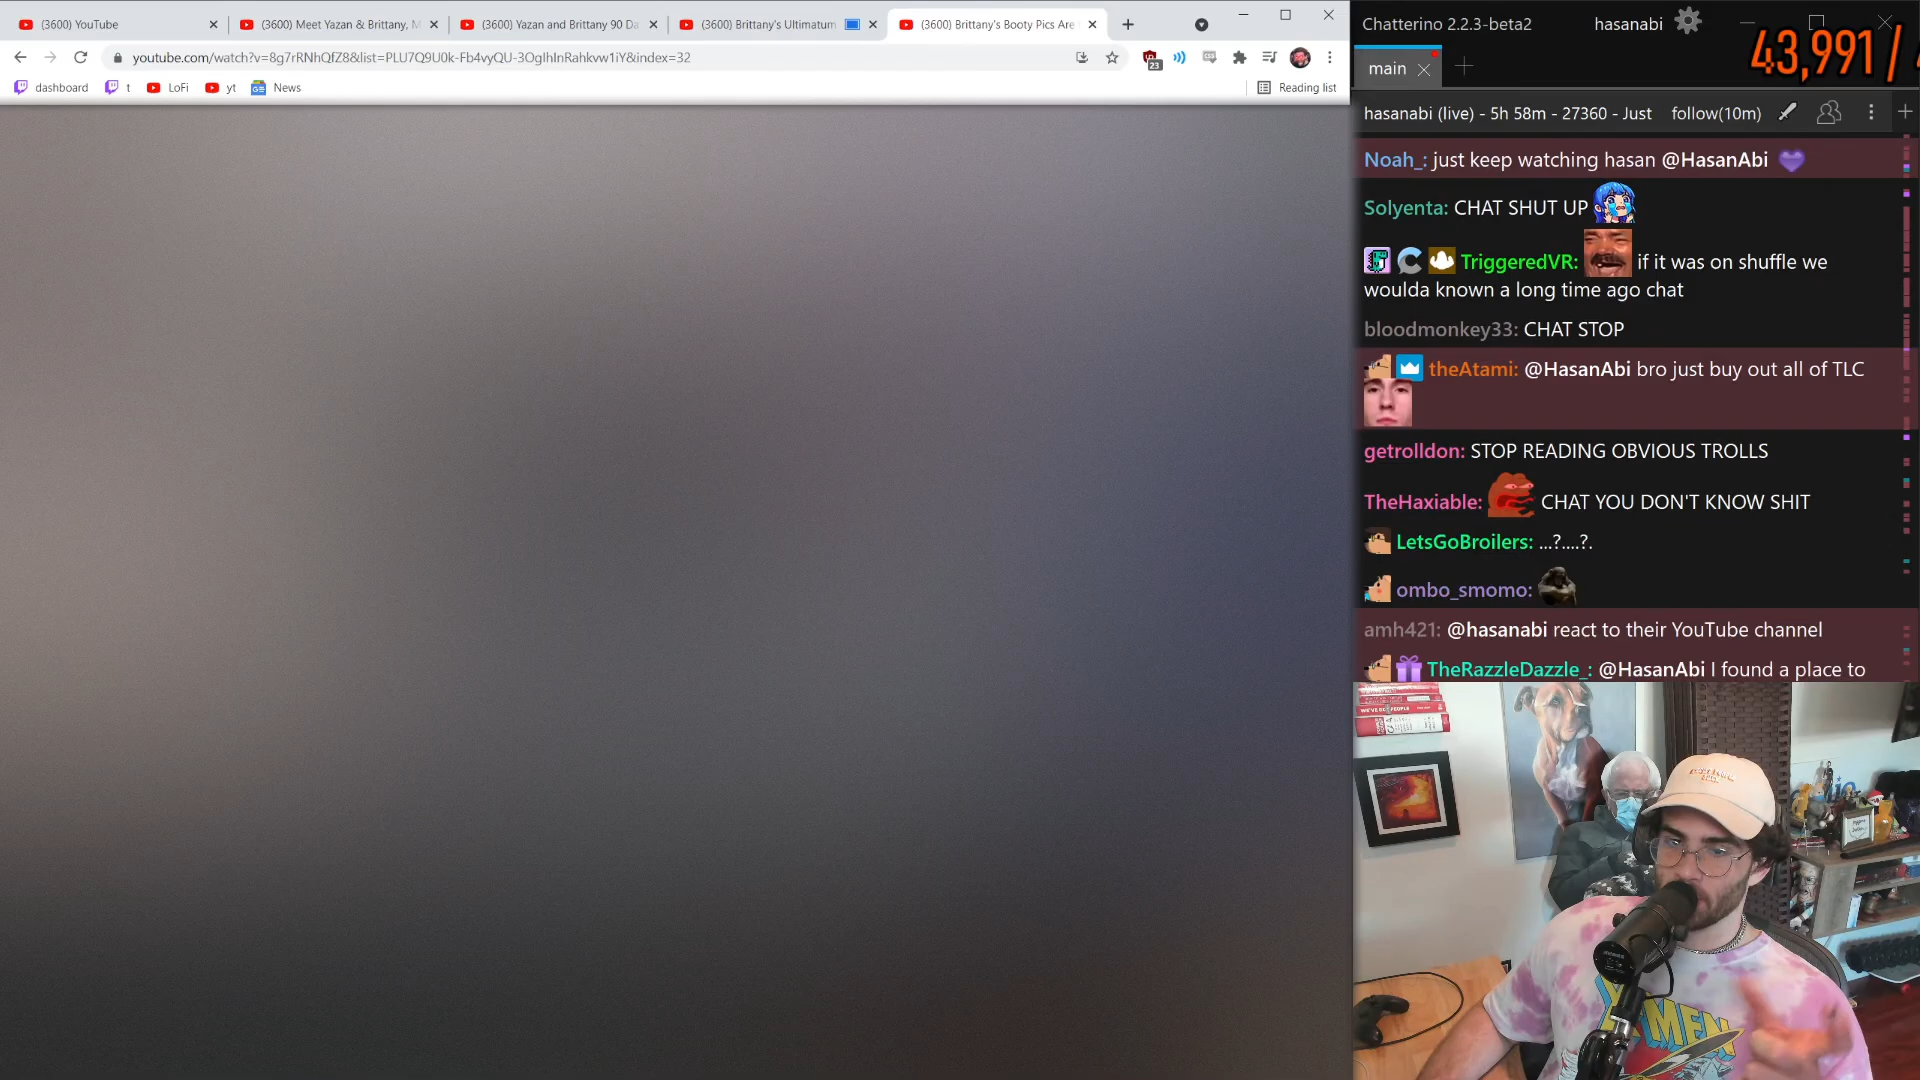 (3600) YouTube
(3600) Meet Yazan & Brittany, M
(3600) Yazan and Brittany 90 Da
(3600) Brittany's Ultimatum
(3600) Brittany's Booty Pics Are
youtube.com/watch?v=8g7rRNhQfZ8&list=PLU7Q9U0k-Fb4vyQU-3OglhInRahkvw1iY&index=32
23
dashboard
t
LoFi
yt
News
Reading list
Chatterino 2.2.3-beta2
hasanabi
43,991 /
main
hasanabi (live) - 5h 58m - 27360 - Just
follow(10m)
Noah_: just keep watching hasan @HasanAbi
Solyenta: CHAT SHUT UP
TriggeredVR: if it was on shuffle we
woulda known a long time ago chat
bloodmonkey33: CHAT STOP
theAtami: @HasanAbi bro just buy out all of TLC
getrolldon: STOP READING OBVIOUS TROLLS
TheHaxiable: CHAT YOU DON'T KNOW SHIT
LetsGoBroilers: ...?....?.
ombo_smomo:
amh421: @hasanabi react to their YouTube channel
TheRazzleDazzle_: @HasanAbi I found a place to
X-MEN